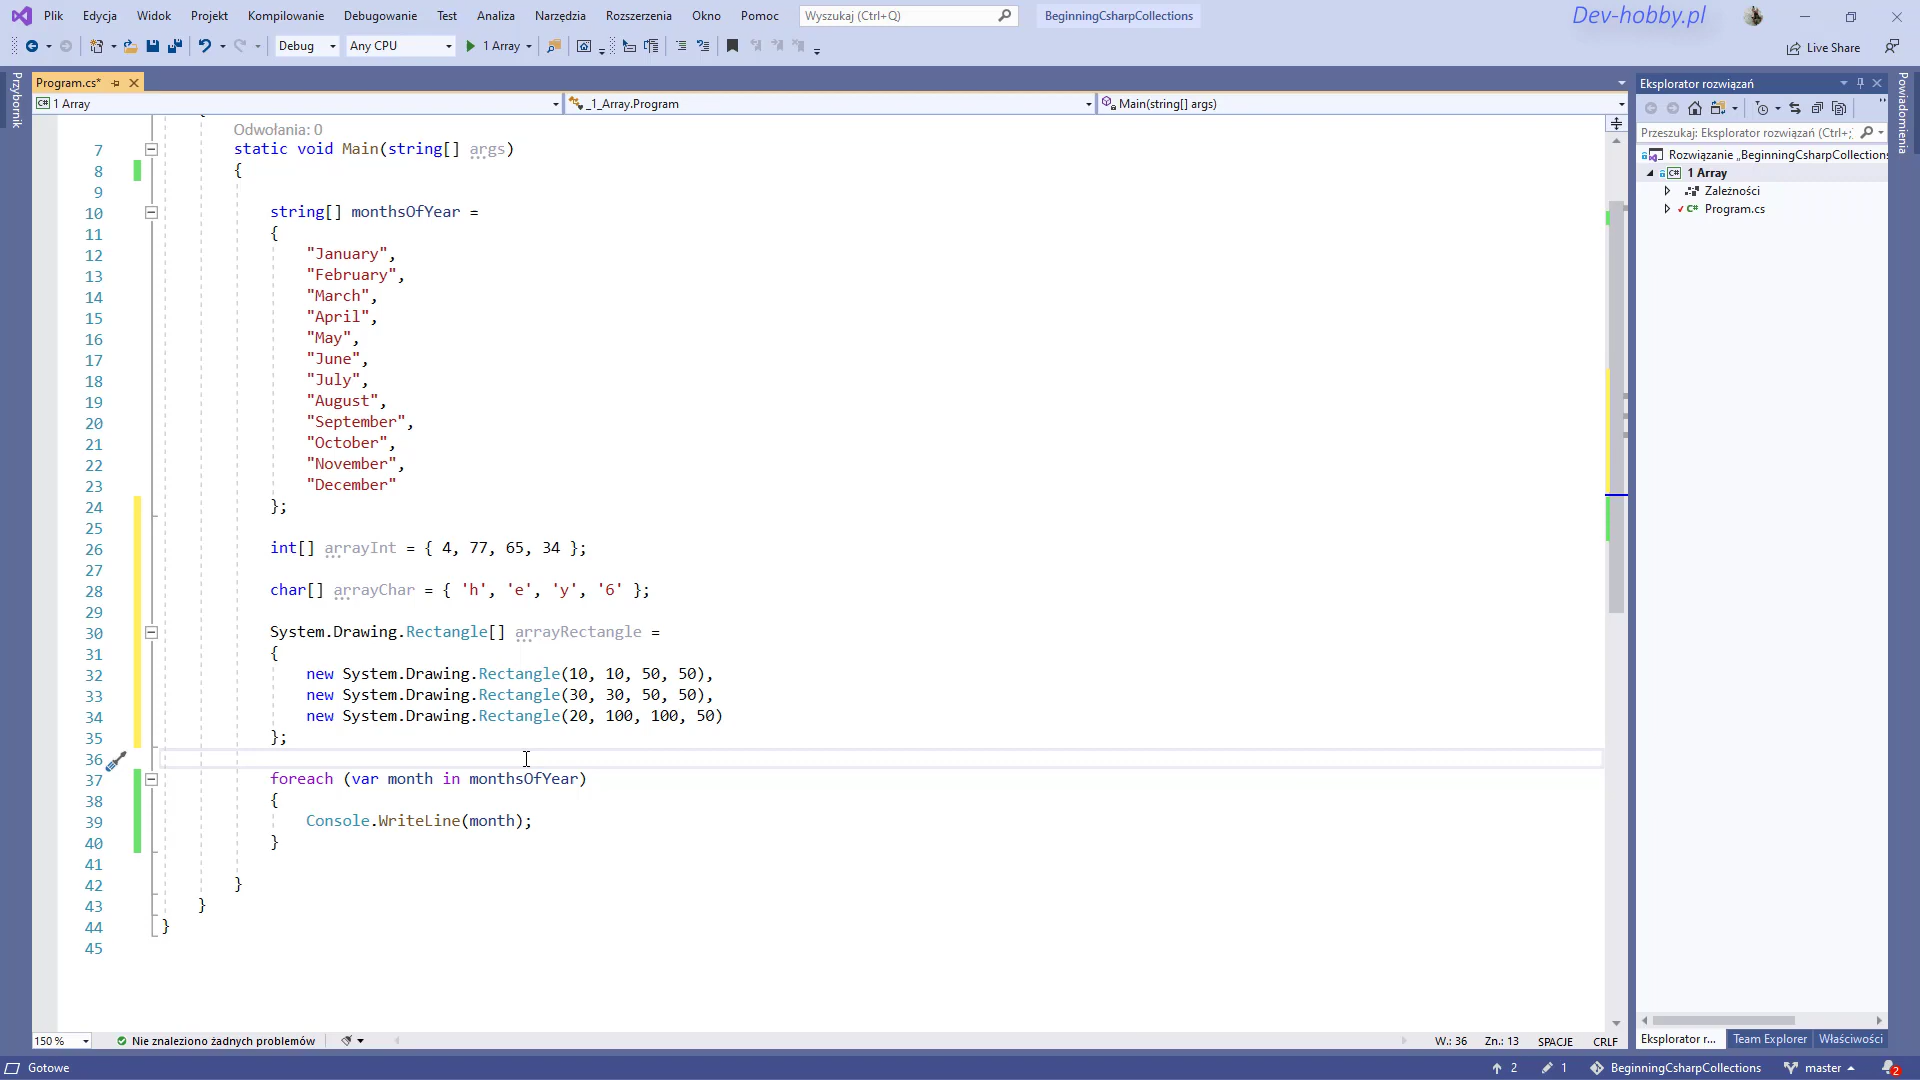 Plik Edycja Widok Projekt Kompilowanie Debugowanie Test Analiza Narzędzia Rozszerzenia Okno Pomoc Wyszukaj (Ctrl+Q) BeginningCsharpCollections Dev-hobby.pl
Debug Any CPU 1 Array Live Share
Przybornik
Program.cs*
1 Array _1_Array.Program Main(string[] args)
Odwołania: 0
7 static void Main(string[] args)
8 {
9
10 string[] monthsOfYear =
11 {
12 "January",
13 "February",
14 "March",
15 "April",
16 "May",
17 "June",
18 "July",
19 "August",
20 "September",
21 "October",
22 "November",
23 "December"
24 };
25
26 int[] arrayInt = { 4, 77, 65, 34 };
27
28 char[] arrayChar = { 'h', 'e', 'y', '6' };
29
30 System.Drawing.Rectangle[] arrayRectangle =
31 {
32 new System.Drawing.Rectangle(10, 10, 50, 50),
33 new System.Drawing.Rectangle(30, 30, 50, 50),
34 new System.Drawing.Rectangle(20, 100, 100, 50)
35 };
36
37 foreach (var month in monthsOfYear)
38 {
39 Console.WriteLine(month);
40 }
41
42 }
43 }
44 }
45
150 % Nie znaleziono żadnych problemów W.: 36 Zn.: 13 SPACJE CRLF
Eksplorator rozwiązań
Przeszukaj: Eksplorator rozwiązań (Ctrl+;
Rozwiązanie „BeginningCsharpCollections
1 Array
Zależności
Program.cs
Eksplorator r... Team Explorer Właściwości
Powiadomienia
Gotowe 2 1 BeginningCsharpCollections master 2